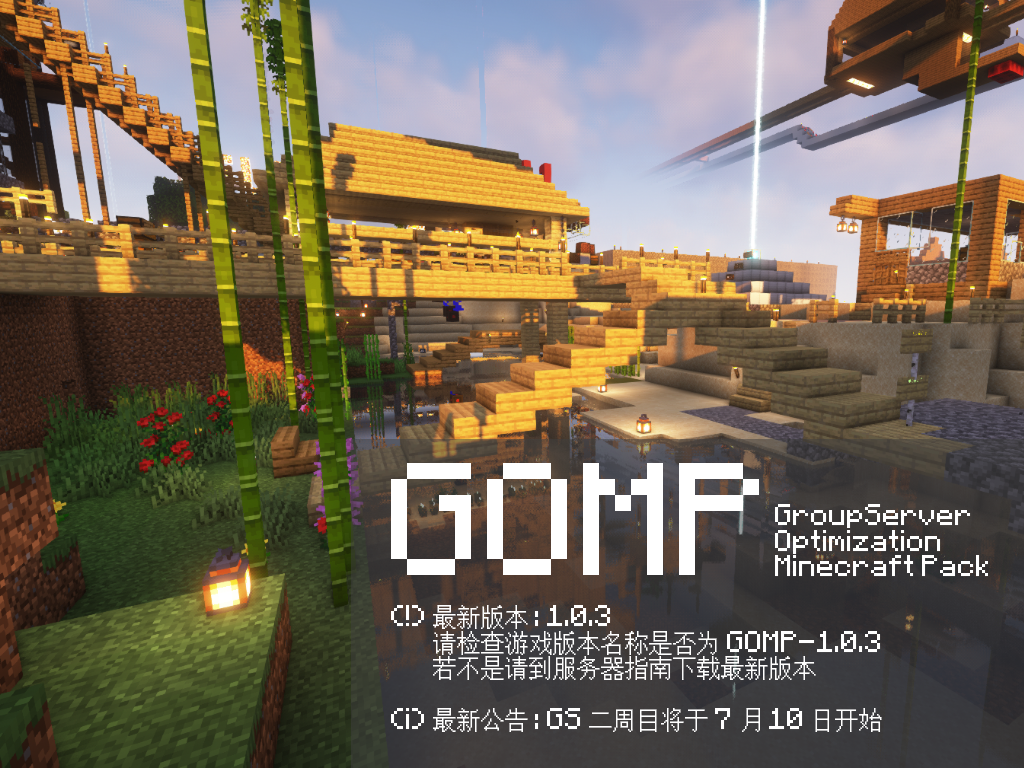 GOMP
GroupServer
Optimization
Minecraft Pack
(!) 最新版本:1.0.3
请检查游戏版本名称是否为 GOMP-1.0.3
若不是请到服务器指南下载最新版本
(i) 最新公告:GS 二周目将于 7 月 10 日开始